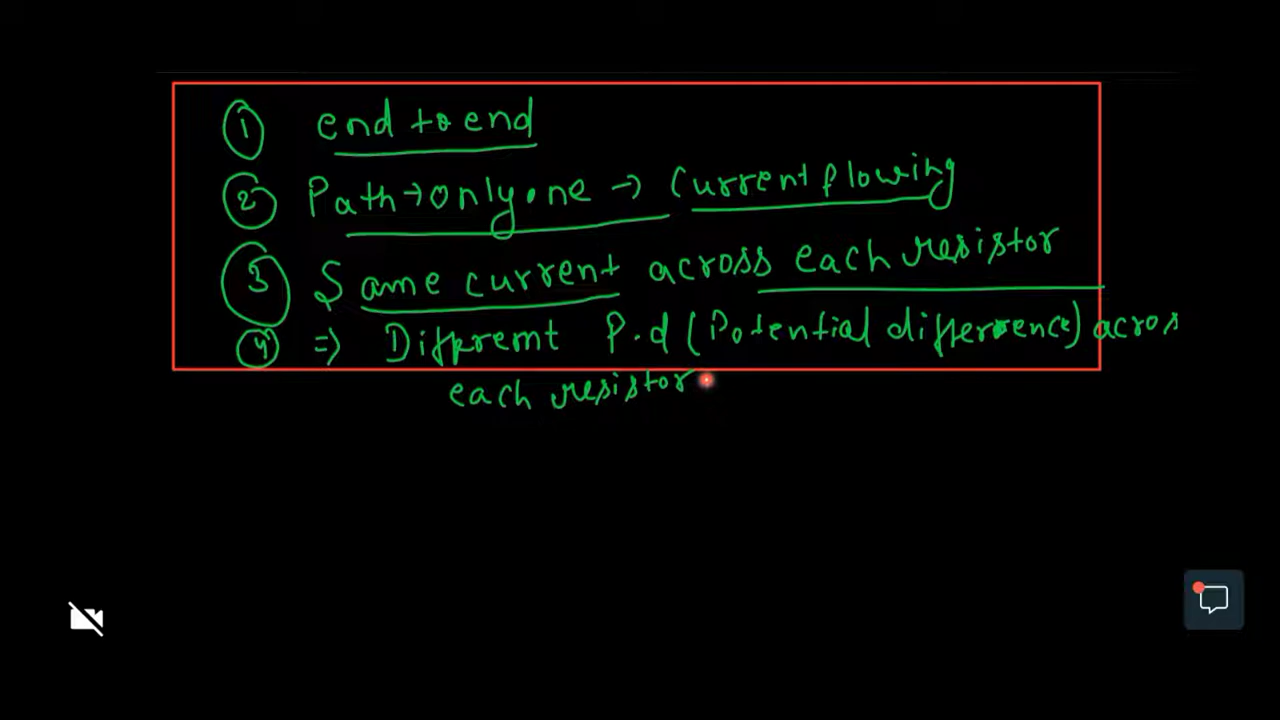 1 end to end
2 Path → only one → Current flowing
3 Same current across each resistor
4 ⇒ Different P.d (Potential difference) acros
each resistor